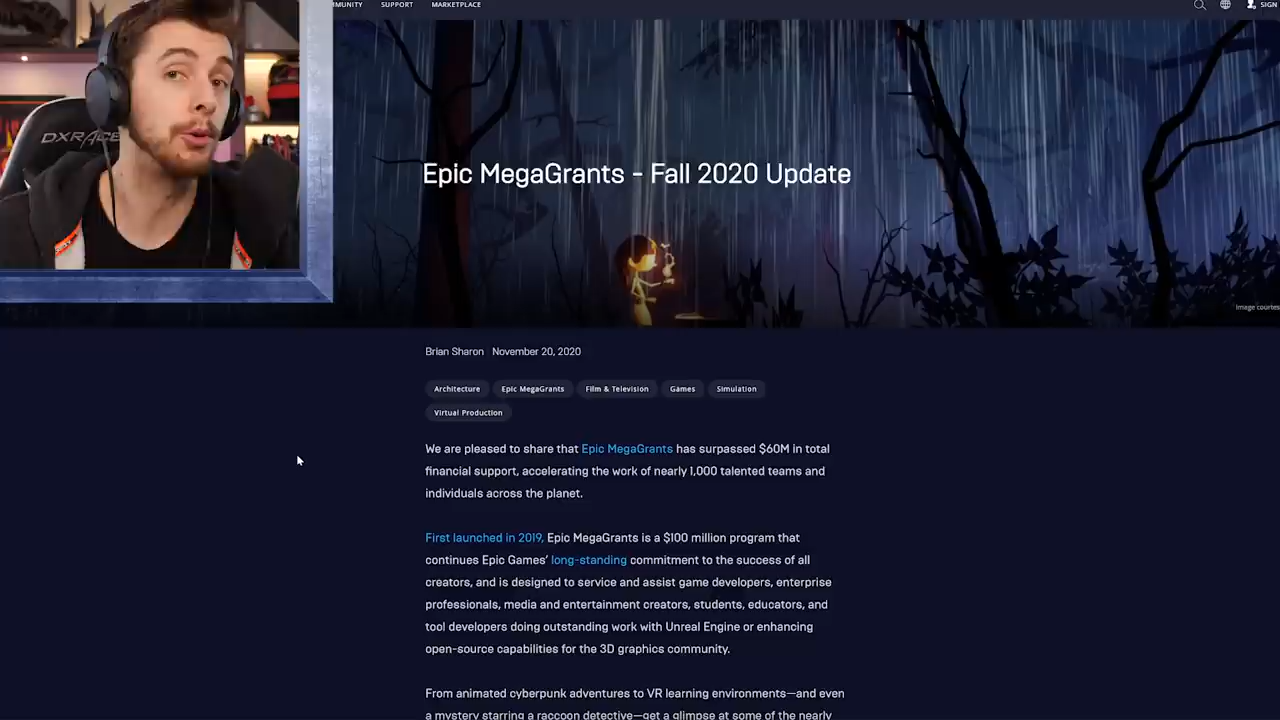 MMUNITY SUPPORT MARKETPLACE SIGN
DXRACE
Epic MegaGrants - Fall 2020 Update
Image courtes
Brian Sharon November 20, 2020
Architecture Epic MegaGrants Film & Television Games Simulation
Virtual Production
We are pleased to share that Epic MegaGrants has surpassed $60M in total
financial support, accelerating the work of nearly 1,000 talented teams and
individuals across the planet.
First launched in 2019, Epic MegaGrants is a $100 million program that
continues Epic Games' long-standing commitment to the success of all
creators, and is designed to service and assist game developers, enterprise
professionals, media and entertainment creators, students, educators, and
tool developers doing outstanding work with Unreal Engine or enhancing
open-source capabilities for the 3D graphics community.
From animated cyberpunk adventures to VR learning environments—and even
a mystery starring a raccoon detective—get a glimpse at some of the nearly